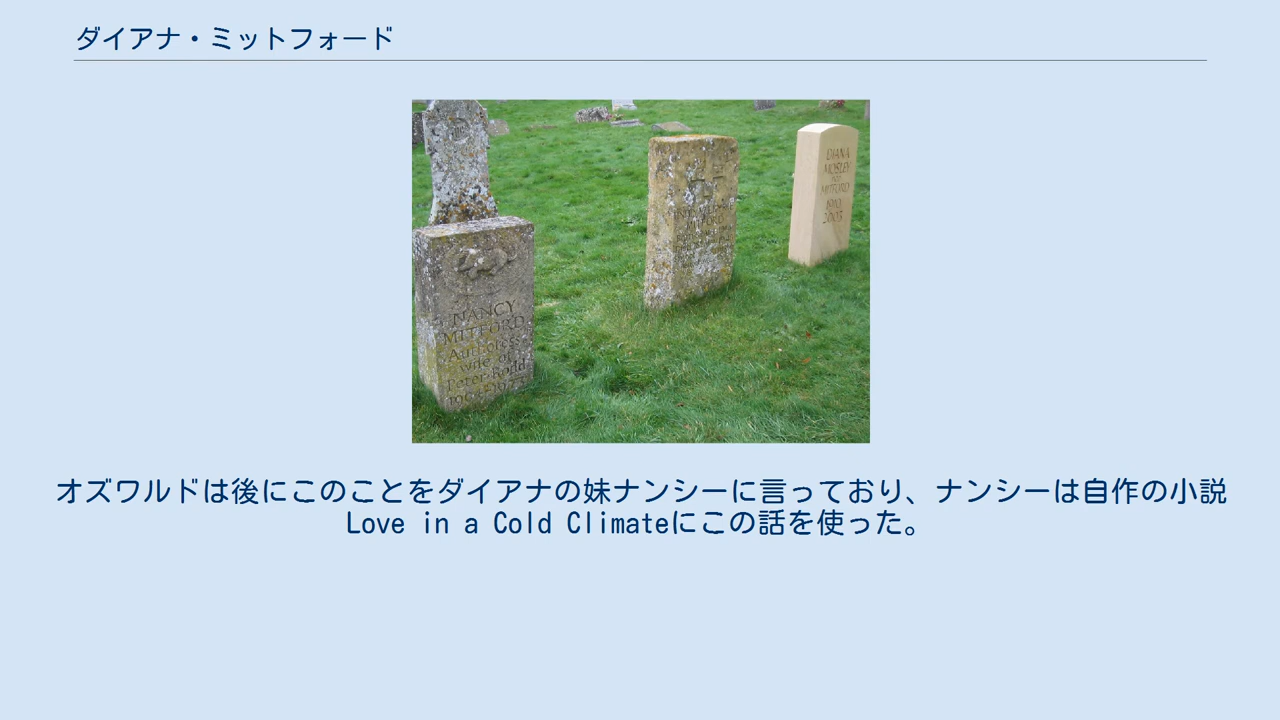 ダイアナ・ミットフォード
DIANA
MOSLEY
MITFORD
1910
2003
NANCY
MITFORD
Authoress
wife of
Peter Rodd
オズワルドは後にこのことをダイアナの妹ナンシーに言っており、ナンシーは自作の小説
Love in a Cold Climateにこの話を使った。